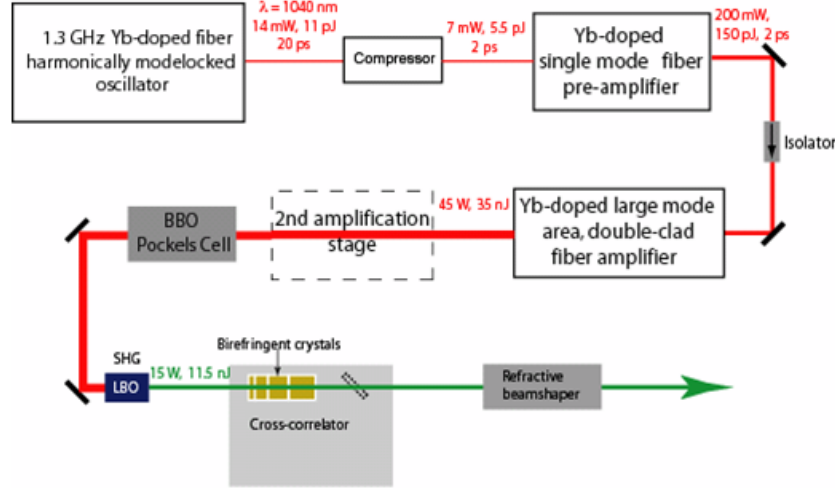 1.3 GHz Yb-doped fiber
harmonically modelocked
oscillator
λ = 1040 nm
14 mW, 11 pJ
20 ps
Compressor
7 mW, 5.5 pJ
2 ps
Yb-doped
single mode fiber
pre-amplifier
200 mW,
150 pJ, 2 ps
Isolator
BBO
Pockels Cell
2nd amplification
stage
45 W, 35 nJ
Yb-doped large mode
area, double-clad
fiber amplifier
SHG
LBO
15 W, 11.5 nJ
Birefringent crystals
Cross-correlator
Refractive
beamshaper